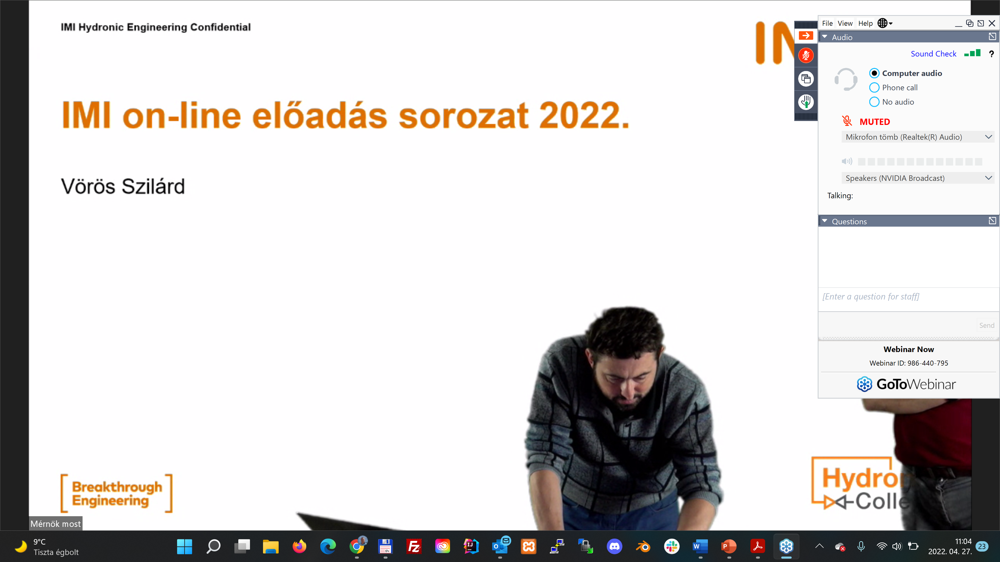 IMI Hydronic Engineering Confidential
IMI on-line előadás sorozat 2022.
Vörös Szilárd
Breakthrough
Engineering
Mérnök most
File View Help
Audio
Sound Check ?
Computer audio
Phone call
No audio
MUTED
Mikrofon tömb (Realtek(R) Audio)
Speakers (NVIDIA Broadcast)
Talking:
Questions
[Enter a question for staff]
Send
Webinar Now
Webinar ID: 986-440-795
GoToWebinar
9°C
Tiszta égbolt
11:04
2022. 04. 27.
23